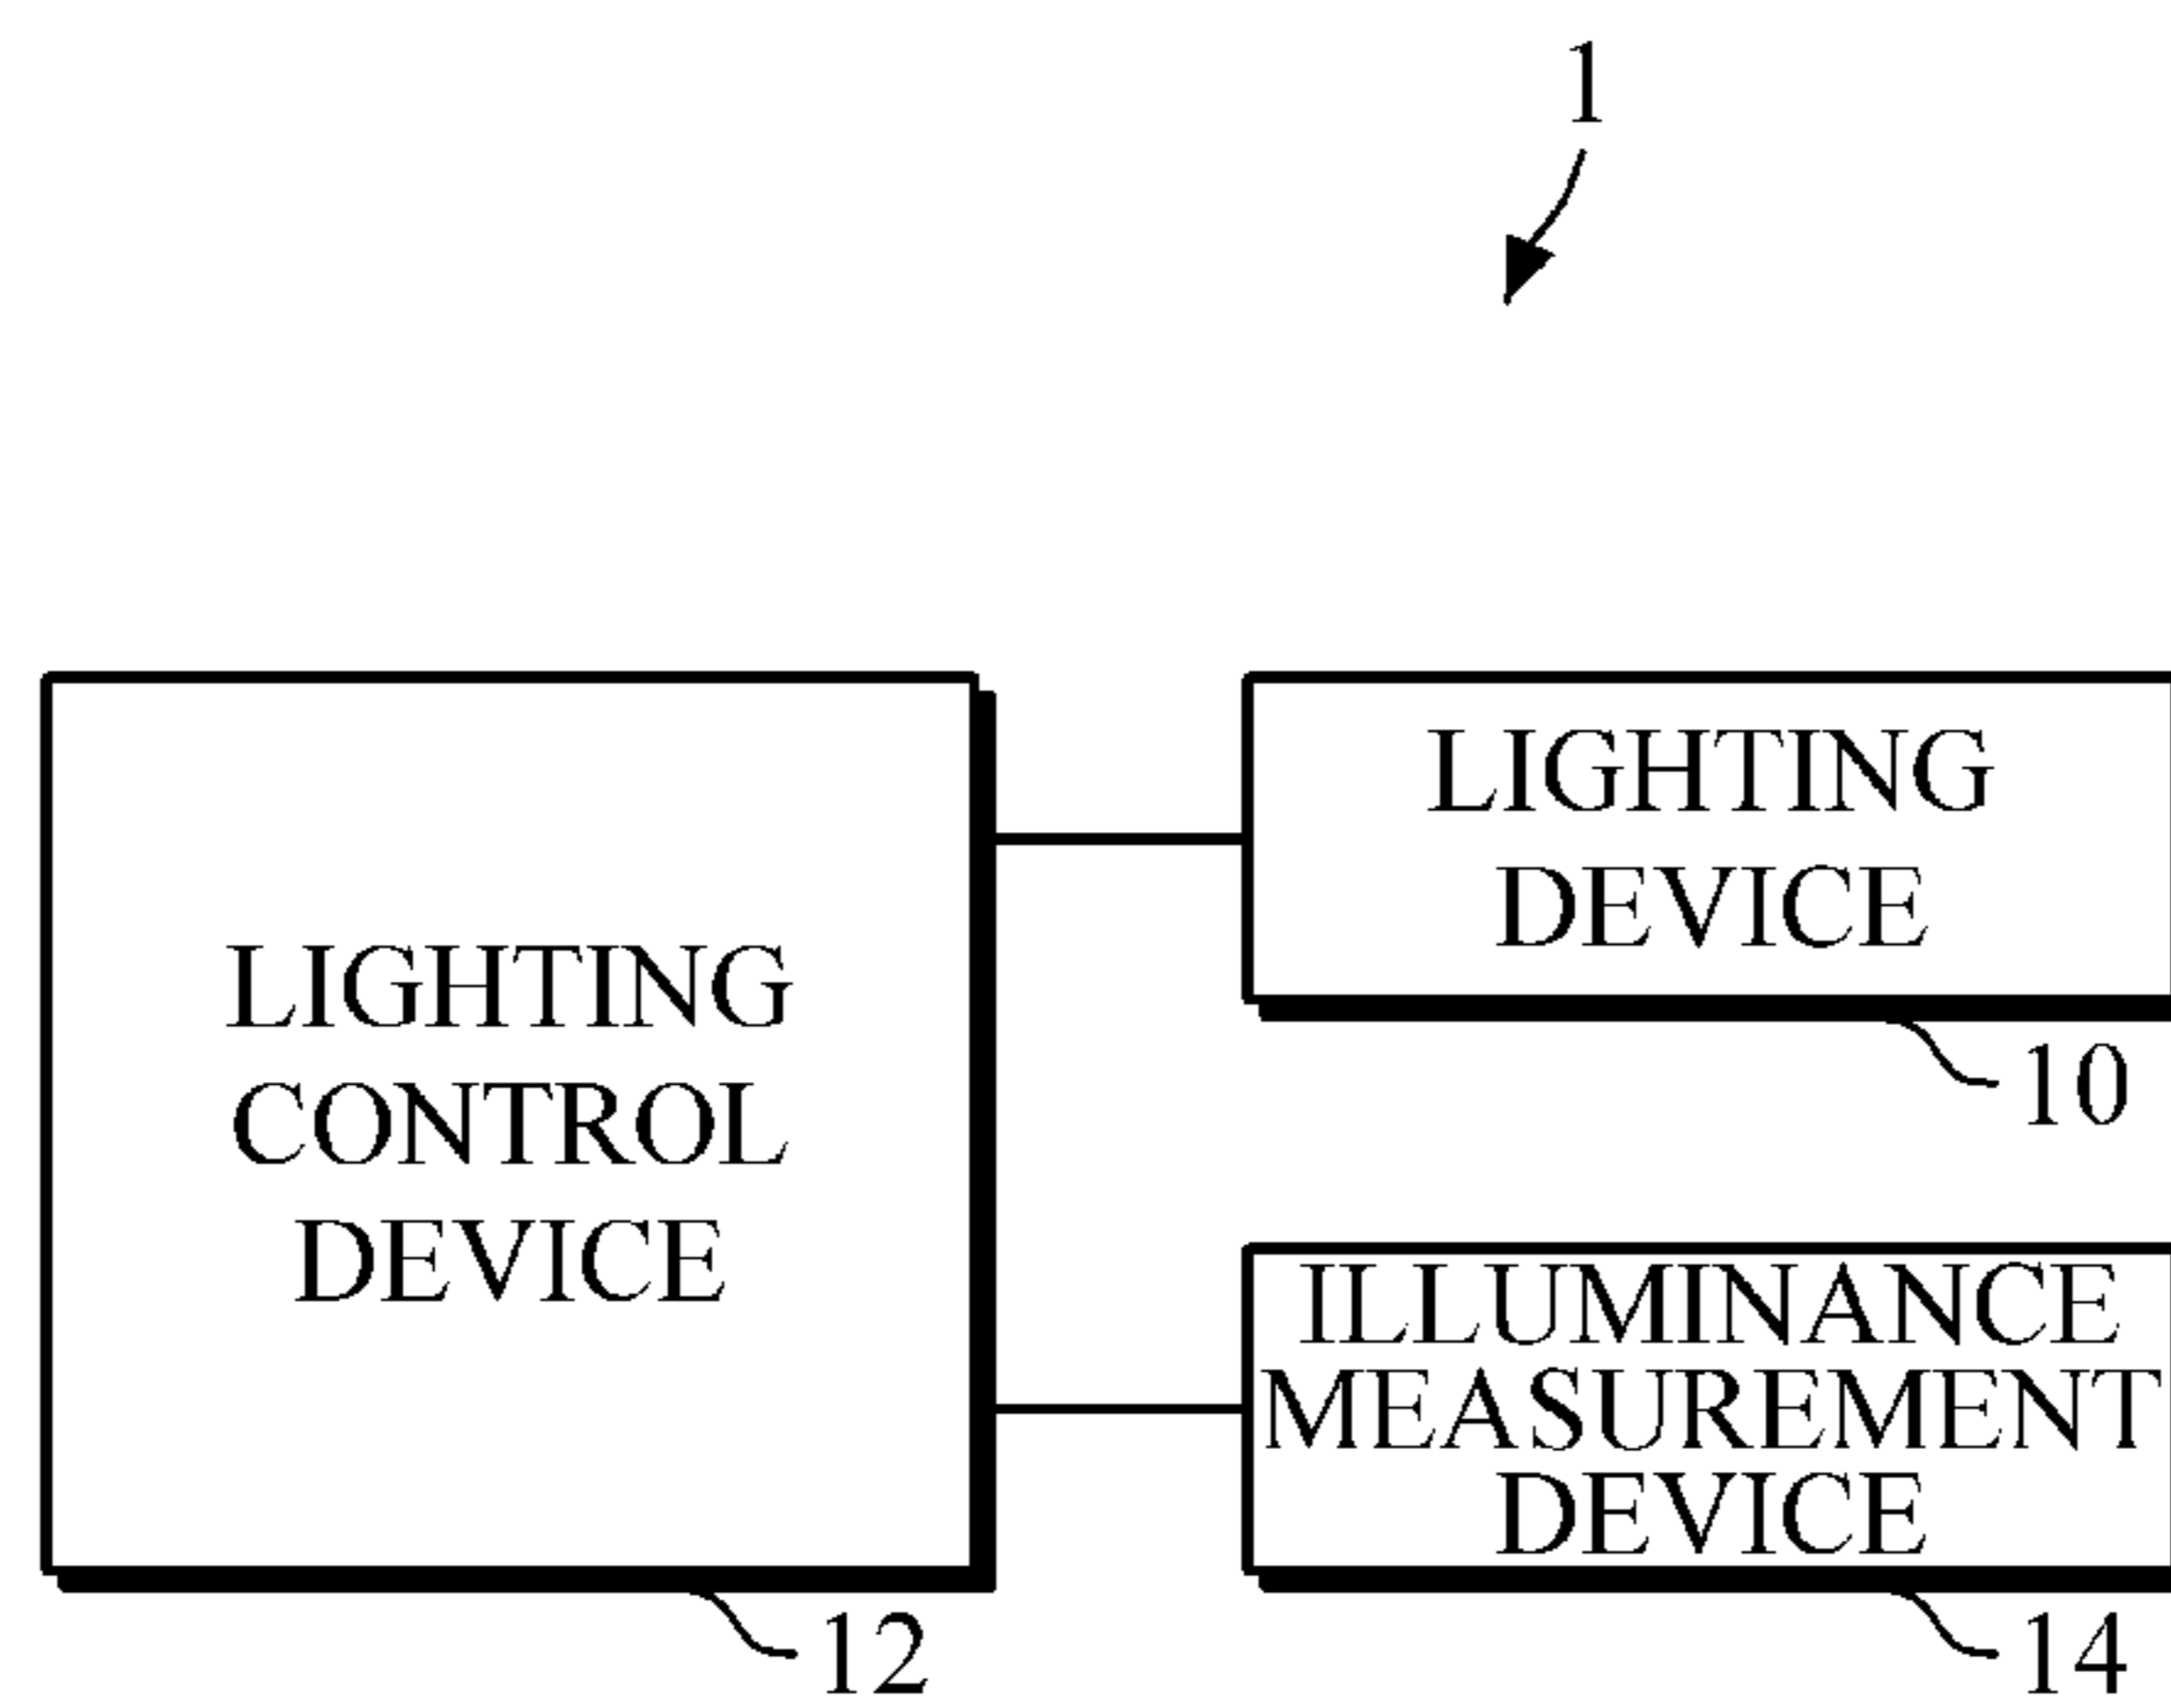 1
LIGHTING
CONTROL
DEVICE
12
LIGHTING
DEVICE
10
ILLUMINANCE
MEASUREMENT
DEVICE
14